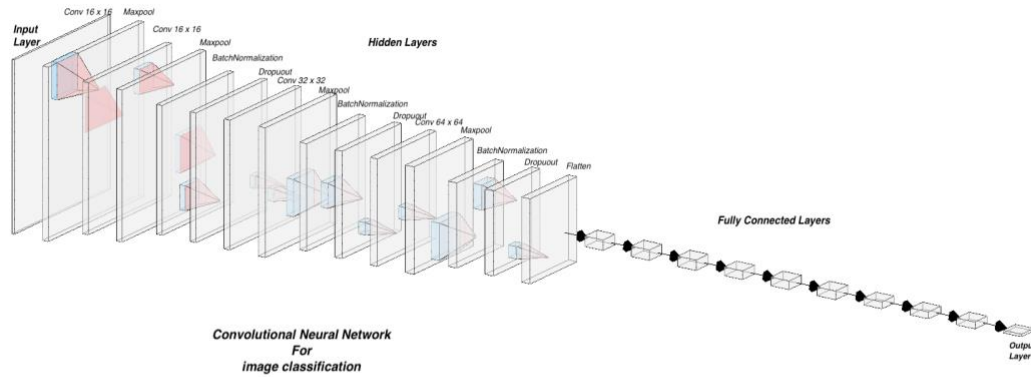 Input
Layer
Conv 16 x 16
Maxpool
Conv 16 x 16
Maxpool
BatchNormalization
Dropuout
Conv 32 x 32
Maxpool
BatchNormalization
Dropuout
Conv 64 x 64
Maxpool
BatchNormalization
Dropuout
Flatten
Hidden Layers
Fully Connected Layers
Output
Layer
Convolutional Neural Network
For
image classification